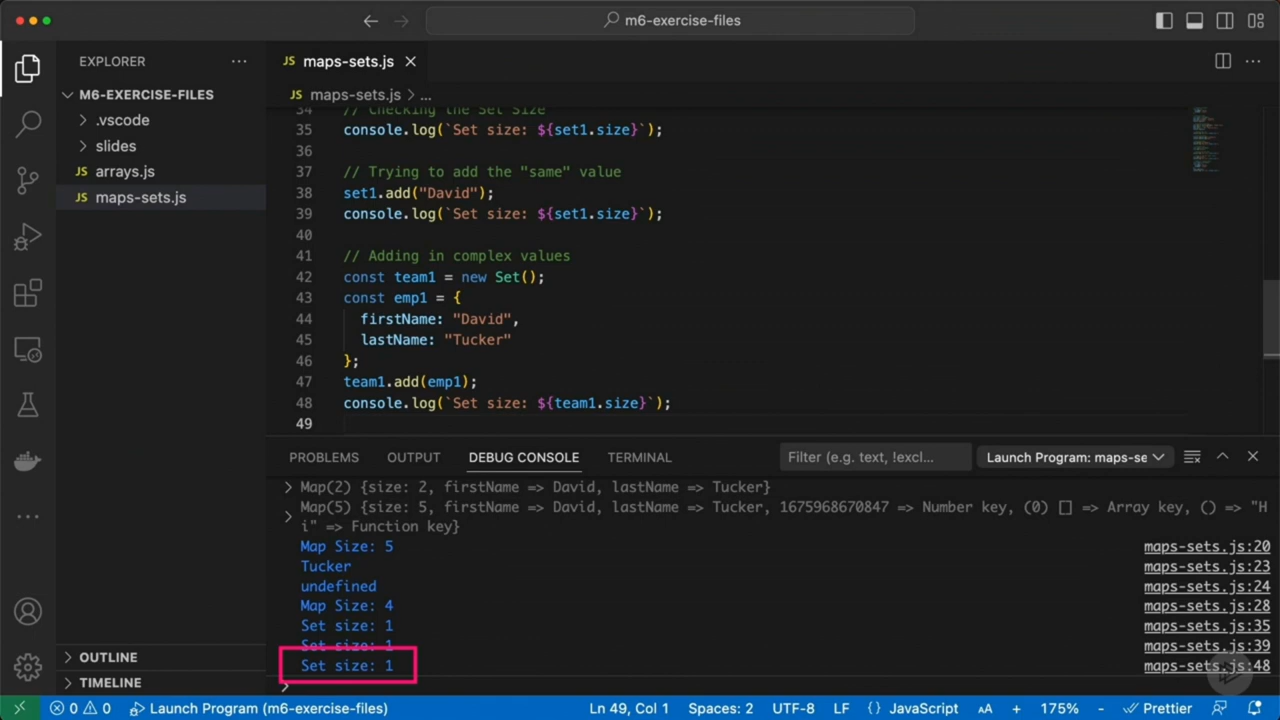 m6-exercise-files
EXPLORER
JS maps-sets.js
M6-EXERCISE-FILES
JS maps-sets.js > ...
.vscode
slides
JS arrays.js
JS maps-sets.js
34 // Checking the Set Size
35 console.log(`Set size: ${set1.size}`);
36
37 // Trying to add the "same" value
38 set1.add("David");
39 console.log(`Set size: ${set1.size}`);
40
41 // Adding in complex values
42 const team1 = new Set();
43 const emp1 = {
44 firstName: "David",
45 lastName: "Tucker"
46 };
47 team1.add(emp1);
48 console.log(`Set size: ${team1.size}`);
49
PROBLEMS OUTPUT DEBUG CONSOLE TERMINAL Filter (e.g. text, !excl... Launch Program: maps-se
> Map(2) {size: 2, firstName => David, lastName => Tucker}
> Map(5) {size: 5, firstName => David, lastName => Tucker, 1675968670847 => Number key, (0) [] => Array key, () => "H
i" => Function key}
Map Size: 5 maps-sets.js:20
Tucker maps-sets.js:23
undefined maps-sets.js:24
Map Size: 4 maps-sets.js:28
Set size: 1 maps-sets.js:35
Set size: 1 maps-sets.js:39
Set size: 1 maps-sets.js:48
>
OUTLINE
TIMELINE
0 0 Launch Program (m6-exercise-files) Ln 49, Col 1 Spaces: 2 UTF-8 LF {} JavaScript AA + 175% - Prettier